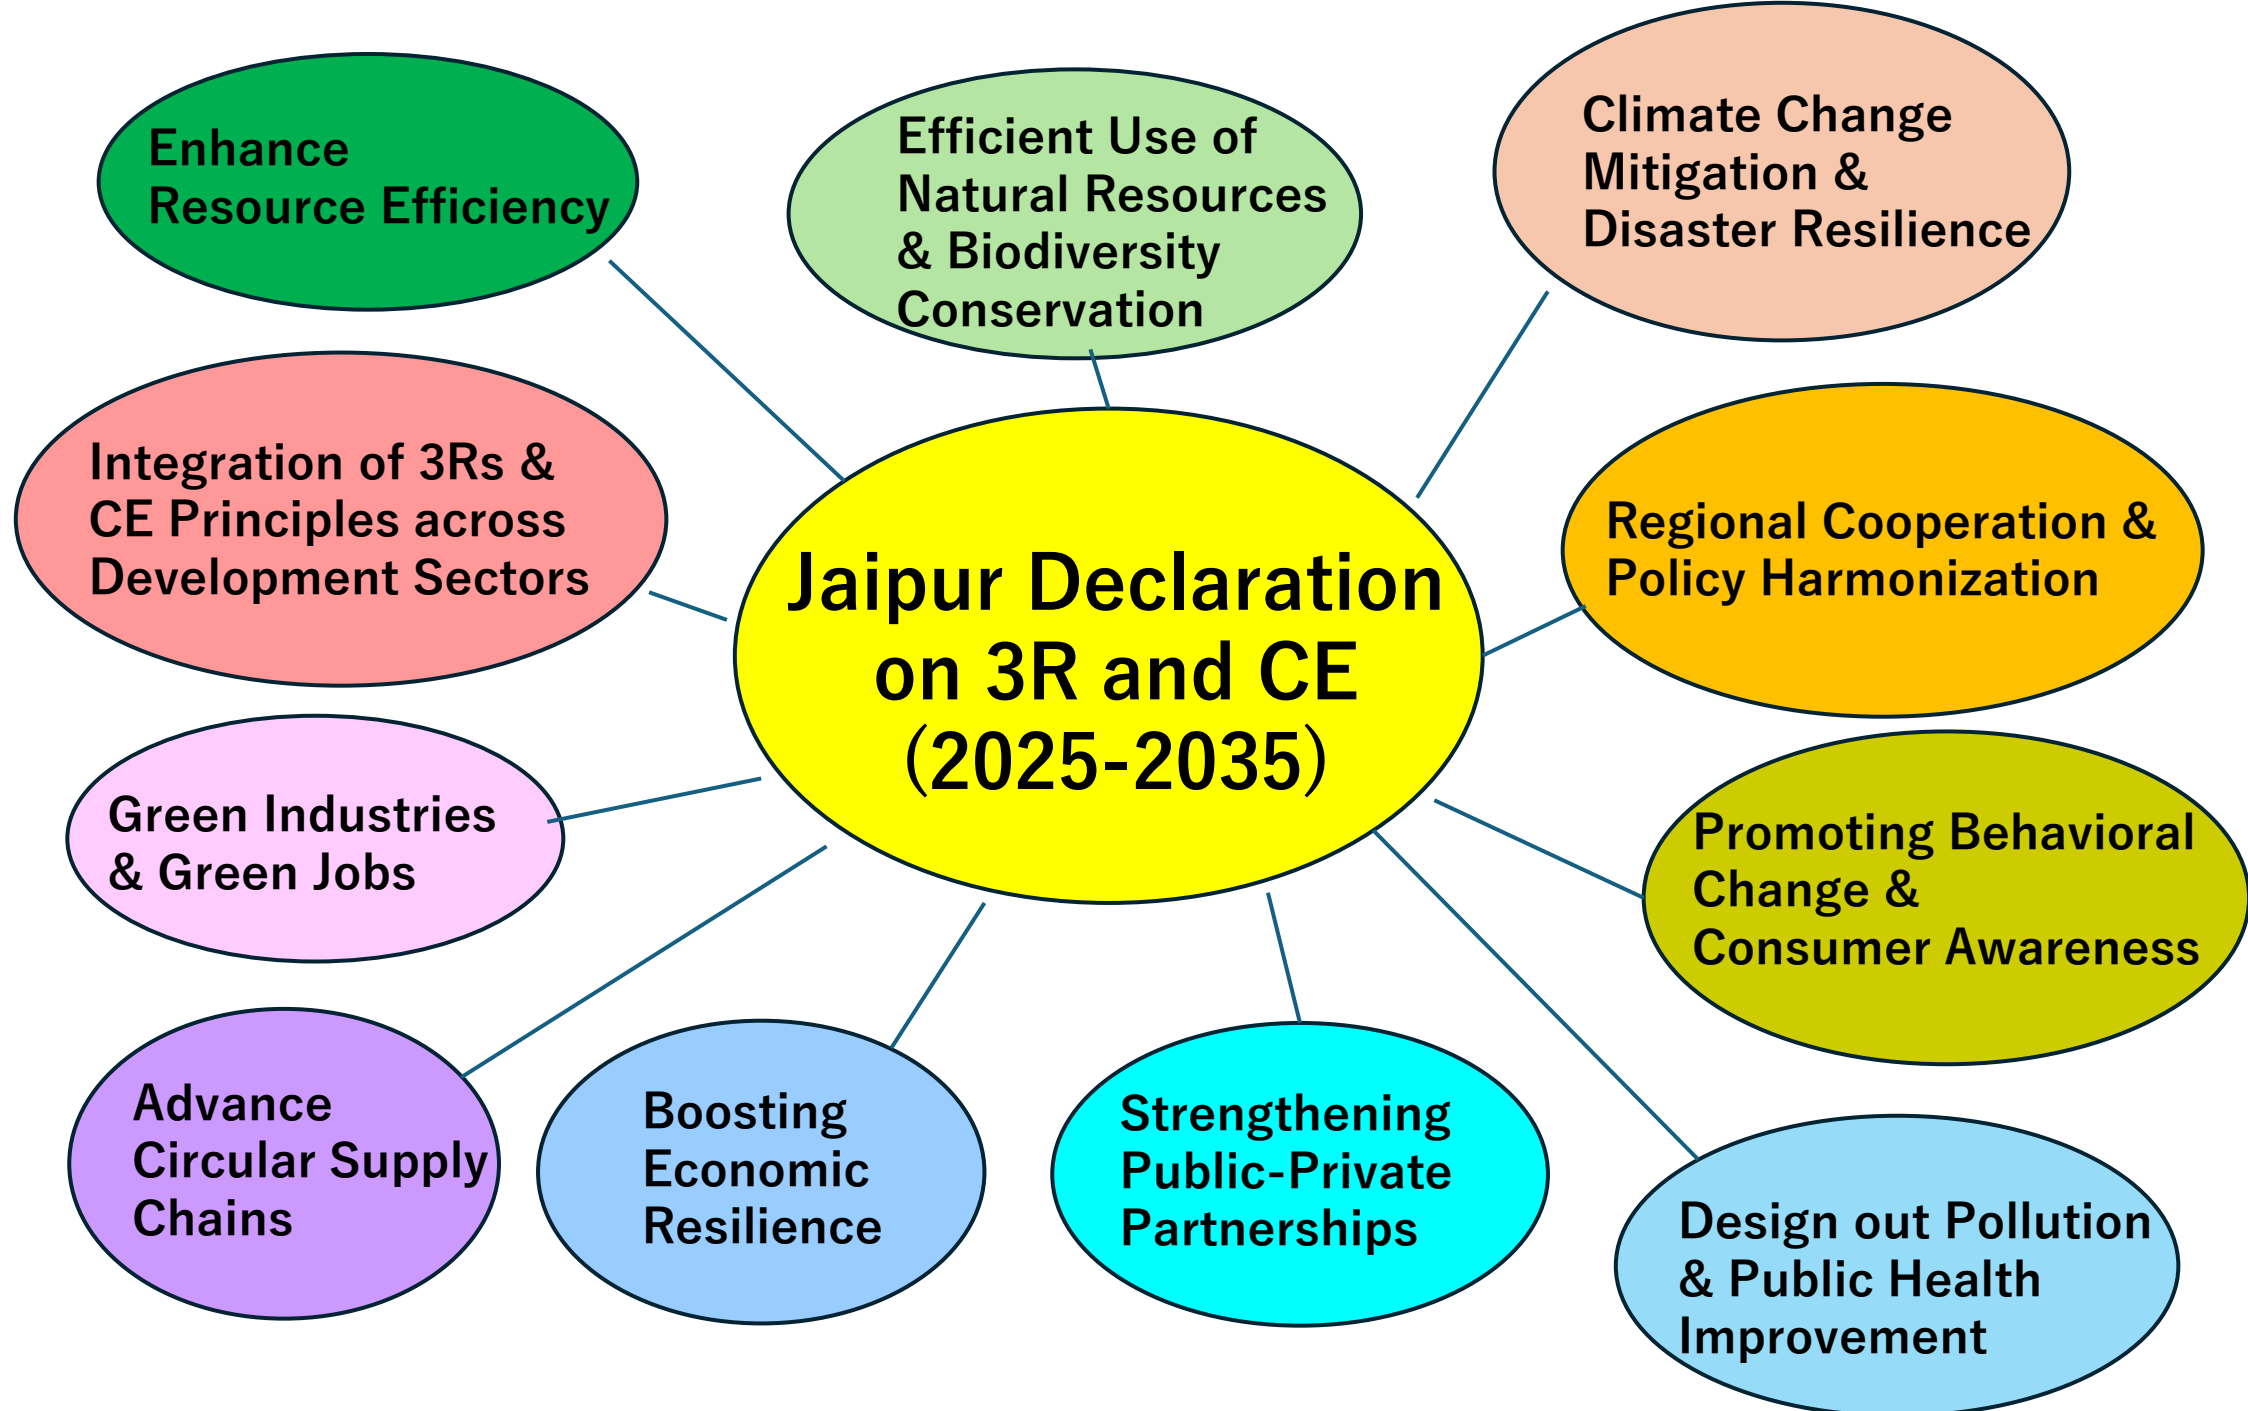 Enhance
Resource Efficiency
Efficient Use of
Natural Resources
& Biodiversity
Conservation
Climate Change
Mitigation &
Disaster Resilience
Integration of 3Rs &
CE Principles across
Development Sectors
Jaipur Declaration
on 3R and CE
(2025-2035)
Regional Cooperation &
Policy Harmonization
Green Industries
& Green Jobs
Promoting Behavioral
Change &
Consumer Awareness
Advance
Circular Supply
Chains
Boosting
Economic
Resilience
Strengthening
Public-Private
Partnerships
Design out Pollution
& Public Health
Improvement